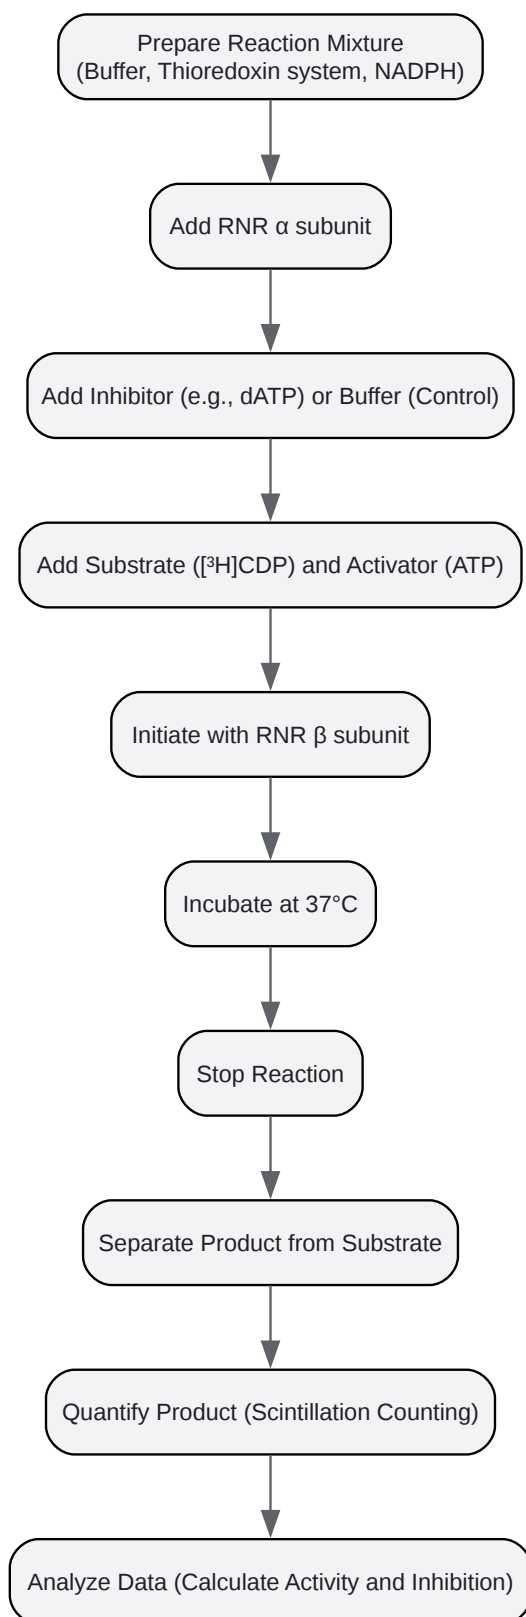 Prepare Reaction Mixture
(Buffer, Thioredoxin system, NADPH)
Add RNR α subunit
Add Inhibitor (e.g., dATP) or Buffer (Control)
Add Substrate ([³H]CDP) and Activator (ATP)
Initiate with RNR β subunit
Incubate at 37°C
Stop Reaction
Separate Product from Substrate
Quantify Product (Scintillation Counting)
Analyze Data (Calculate Activity and Inhibition)